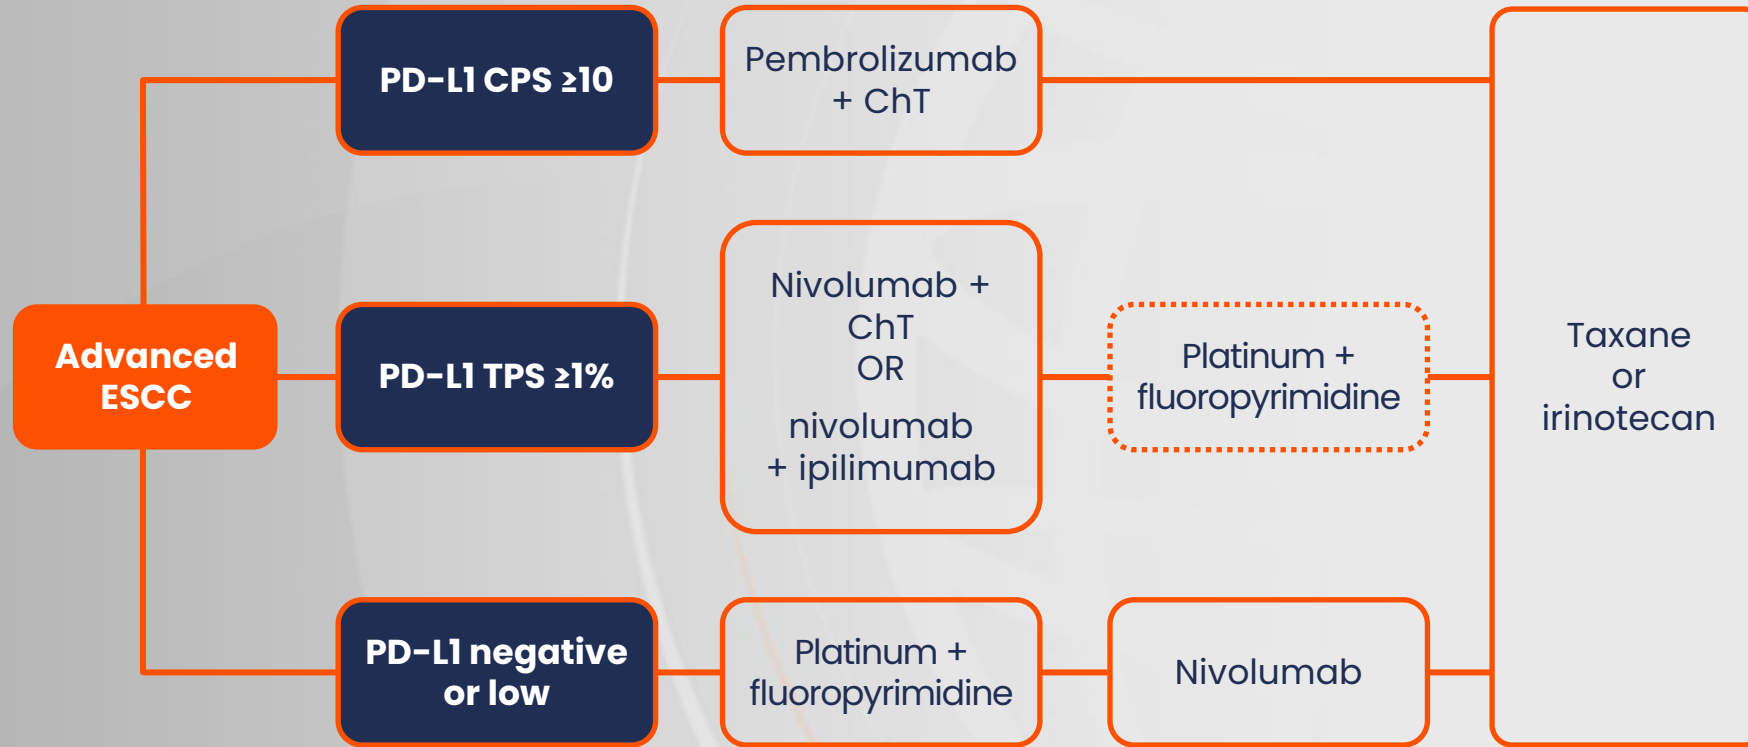 PD-L1 CPS ≥10
Pembrolizumab
+ ChT
Advanced
ESCC
PD-L1 TPS ≥1%
Nivolumab +
ChT
OR
nivolumab
+ ipilimumab
Platinum +
fluoropyrimidine
Taxane
or
irinotecan
PD-L1 negative
or low
Platinum +
fluoropyrimidine
Nivolumab